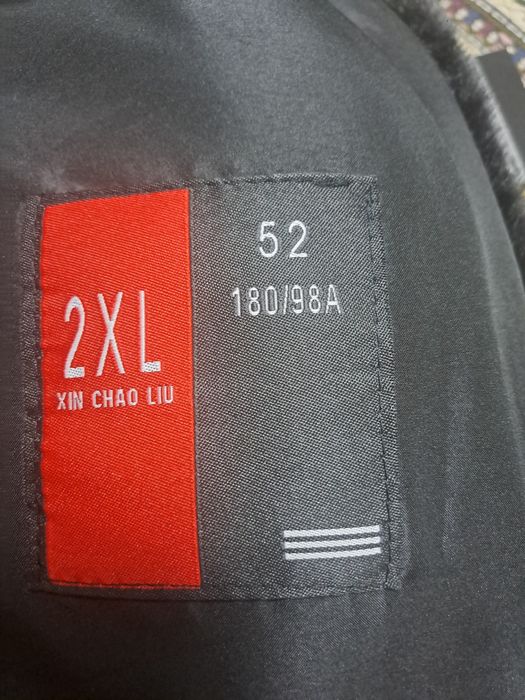 2XL
XIN CHAO LIU
52
180/98A